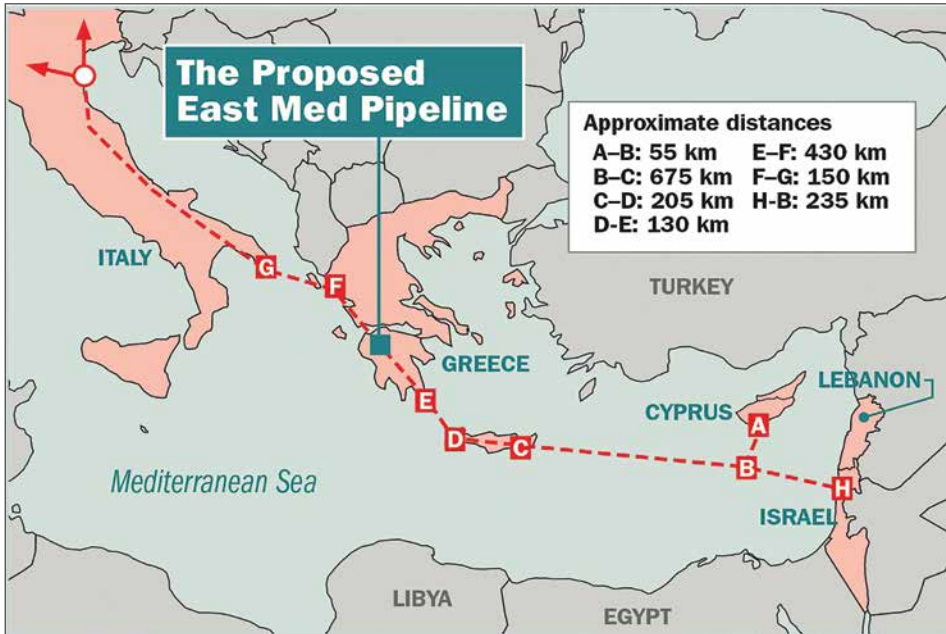 The Proposed
East Med Pipeline
Approximate distances
A–B: 55 km E–F: 430 km
B–C: 675 km F–G: 150 km
C–D: 205 km H-B: 235 km
D-E: 130 km
ITALY
G
F
TURKEY
GREECE
LEBANON
CYPRUS
E
A
D
C
B
H
Mediterranean Sea
ISRAEL
LIBYA
EGYPT